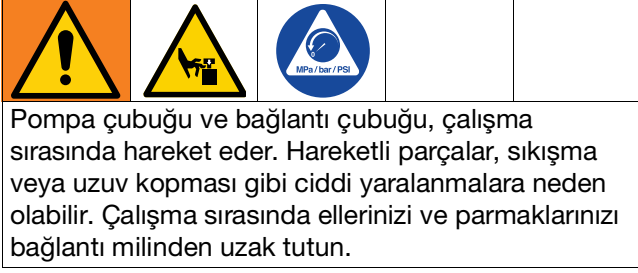 MPa / bar / PSI
Pompa çubuğu ve bağlantı çubuğu, çalışma
sırasında hareket eder. Hareketli parçalar, sıkışma
veya uzuv kopması gibi ciddi yaralanmalara neden
olabilir. Çalışma sırasında ellerinizi ve parmaklarınızı
bağlantı milinden uzak tutun.